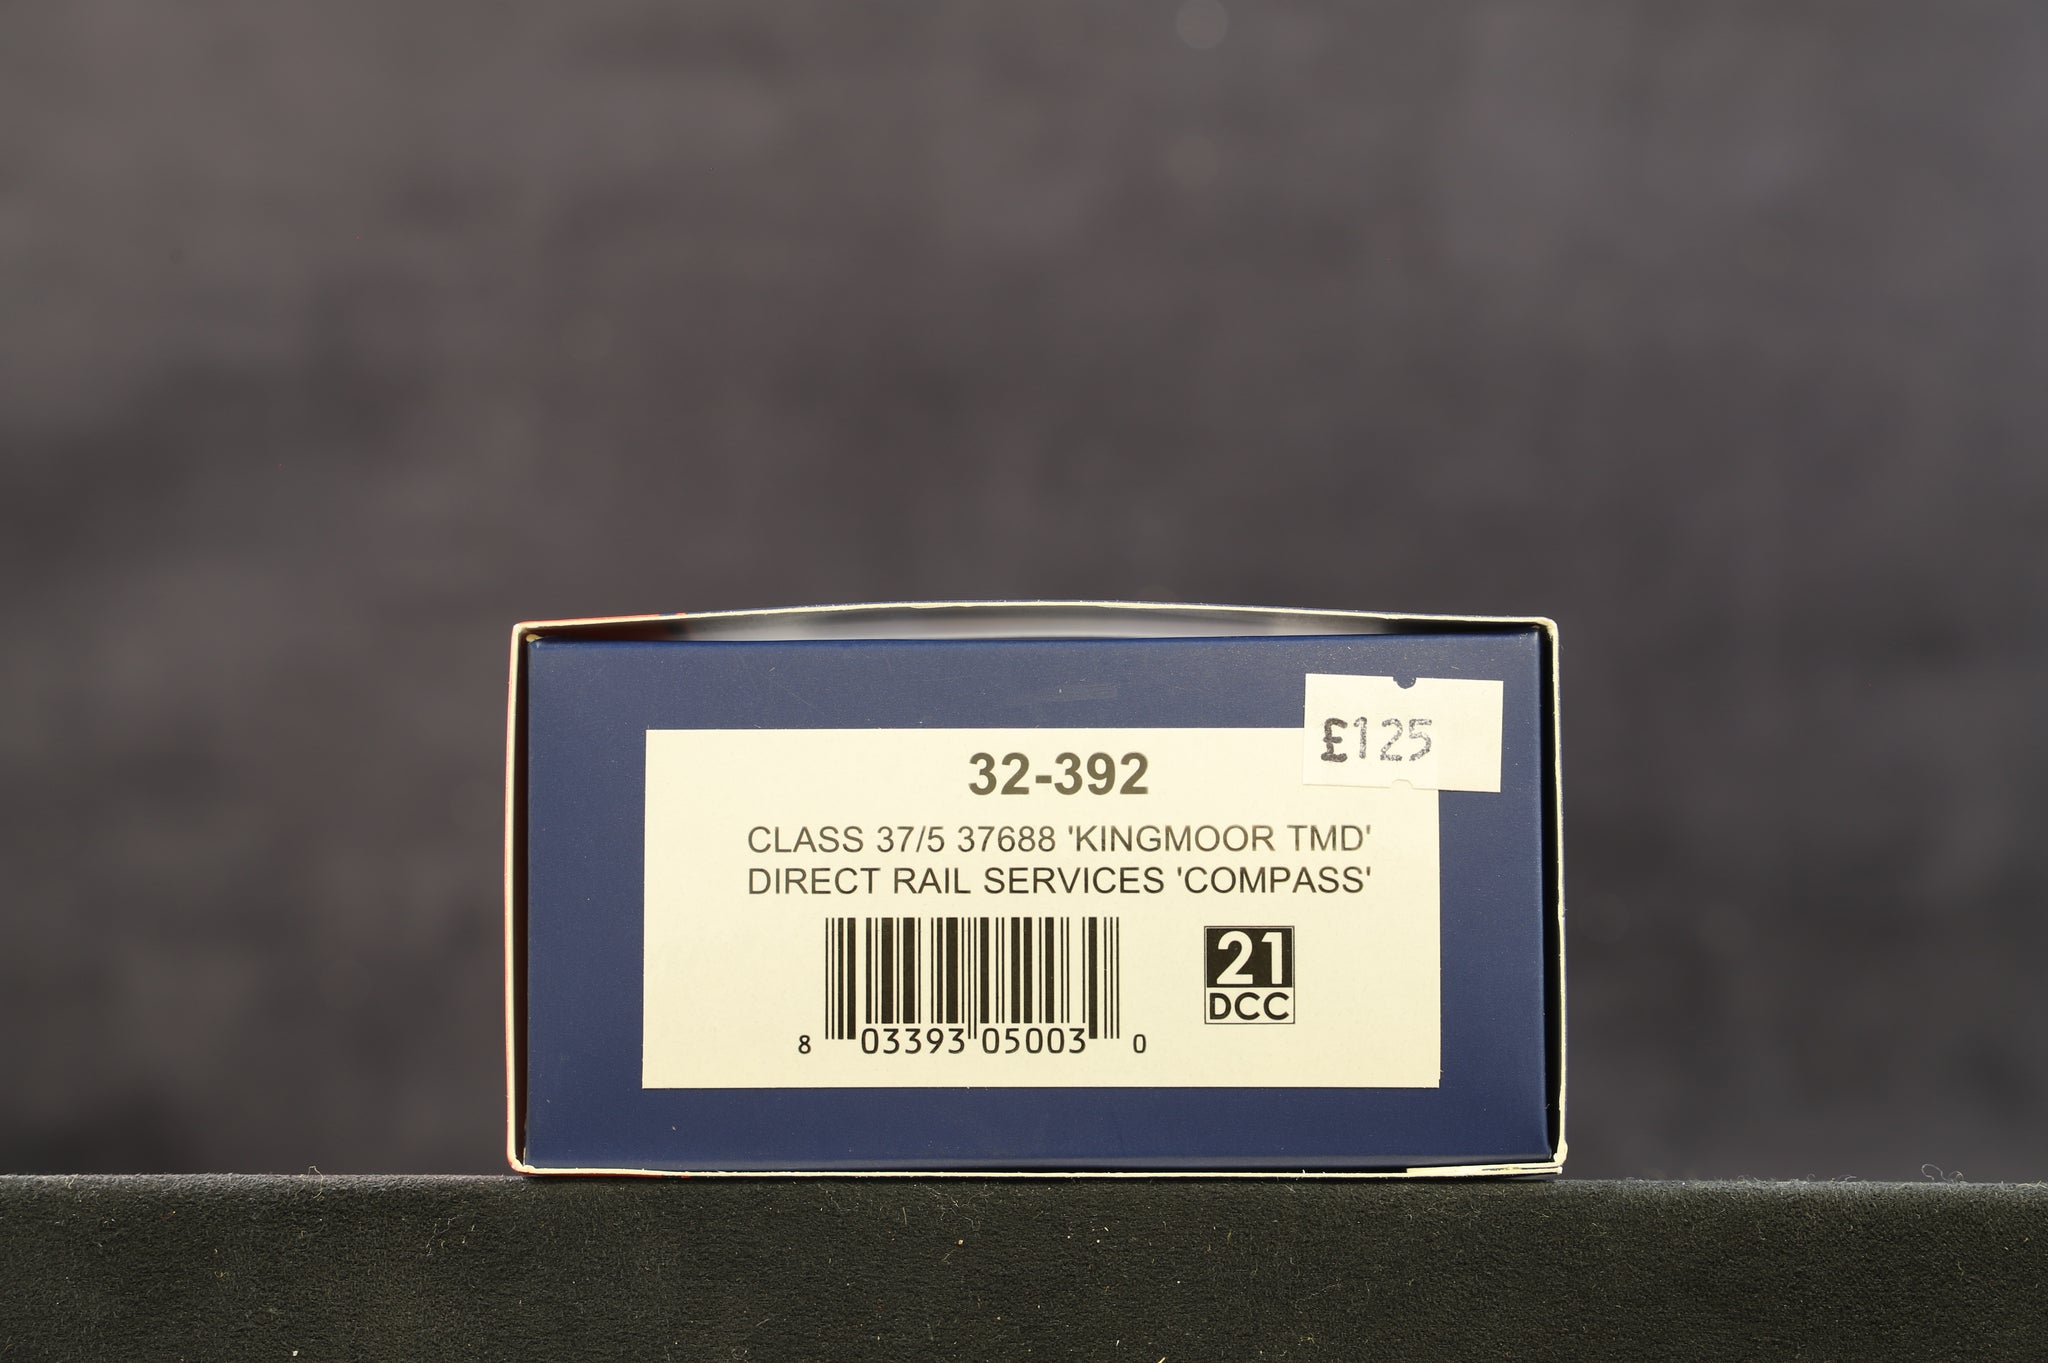 £125
32-392
CLASS 37/5 37688 'KINGMOOR TMD'
DIRECT RAIL SERVICES 'COMPASS'
21
DCC
8 03393 05003 0